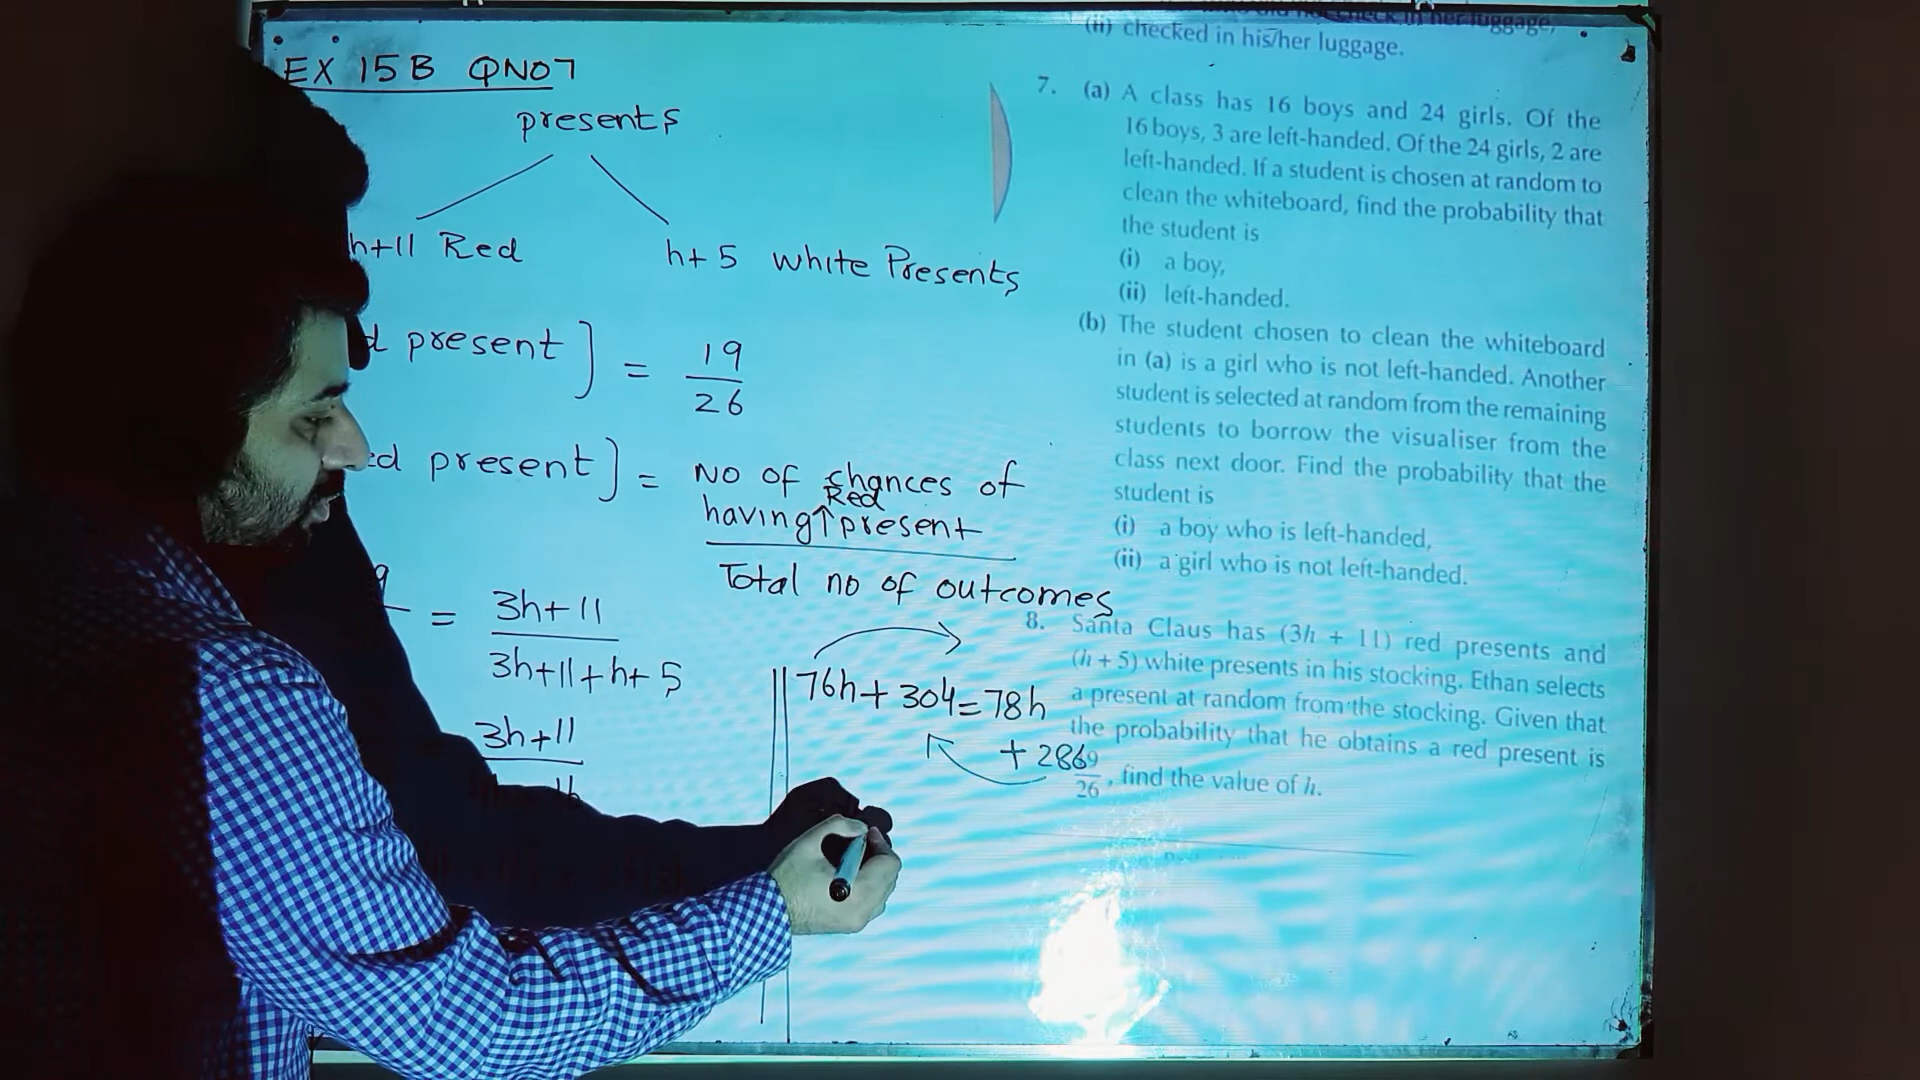 EX 15B QN07
presents
h+11 Red
h+5 white Presents
present ] = 19/26
present ] = NO OF chances of
having ↑ Red present
Total no of outcomes
= 3h+11
3h+11+h+5
3h+11
16
76h+304=78h
+286
(ii) checked in his/her luggage.
7. (a) A class has 16 boys and 24 girls. Of the
16 boys, 3 are left-handed. Of the 24 girls, 2 are
left-handed. If a student is chosen at random to
clean the whiteboard, find the probability that
the student is
(i) a boy,
(ii) left-handed.
(b) The student chosen to clean the whiteboard
in (a) is a girl who is not left-handed. Another
student is selected at random from the remaining
students to borrow the visualiser from the
class next door. Find the probability that the
student is
(i) a boy who is left-handed,
(ii) a girl who is not left-handed.
8. Santa Claus has (3h + 11) red presents and
(h + 5) white presents in his stocking. Ethan selects
a present at random from the stocking. Given that
the probability that he obtains a red present is
9/26, find the value of h.